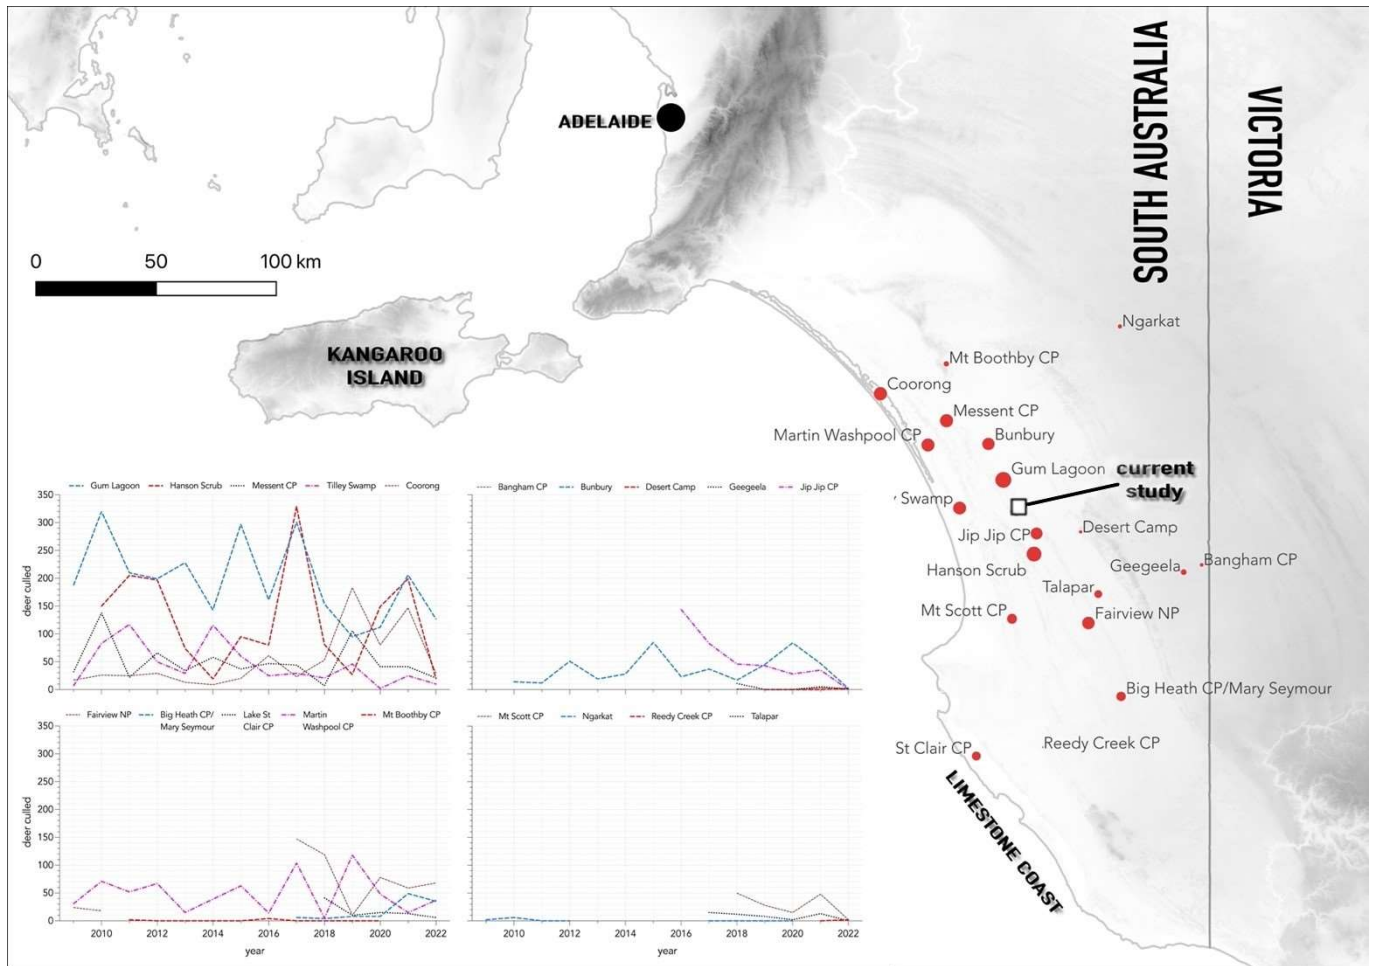 SOUTH AUSTRALIA
VICTORIA
ADELAIDE
0 50 100 km
KANGAROO
ISLAND
Ngarkat
Mt Boothby CP
Coorong
Messent CP
Martin Washpool CP
Bunbury
Gum Lagoon
current
study
Swamp
Desert Camp
Jip Jip CP
Bangham CP
Geegeela
Hanson Scrub
Talapar
Mt Scott CP
Fairview NP
Big Heath CP/Mary Seymour
Reedy Creek CP
St Clair CP
LIMESTONE COAST
Gum Lagoon Hanson Scrub Messent CP Tilley Swamp Coorong
350
300
250
200
150
100
50
0
deer culled
Bangham CP Bunbury Desert Camp Geegeela Jip Jip CP
Fairview NP Big Heath CP/ Lake St Martin Mt Boothby CP
Mary Seymour Clair CP Washpool CP
350
300
250
200
150
100
50
0
deer culled
2010 2012 2014 2016 2018 2020 2022
year
Mt Scott CP Ngarkat Reedy Creek CP Talapar
2010 2012 2014 2016 2018 2020 2022
year